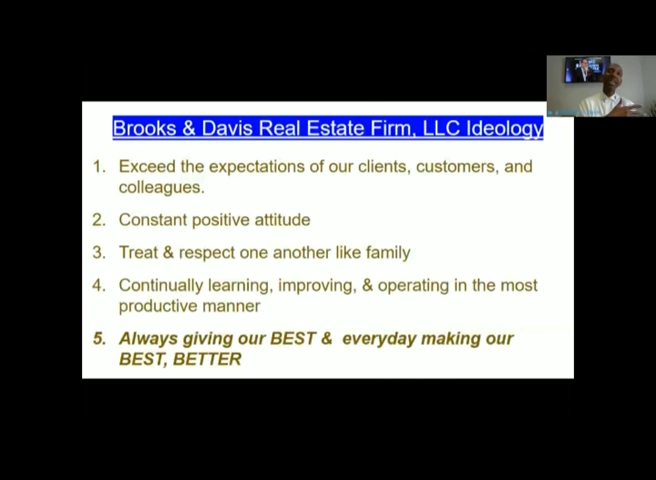 Brooks & Davis Real Estate Firm, LLC Ideology
1. Exceed the expectations of our clients, customers, and
colleagues.
2. Constant positive attitude
3. Treat & respect one another like family
4. Continually learning, improving, & operating in the most
productive manner
5. Always giving our BEST & everyday making our
BEST, BETTER